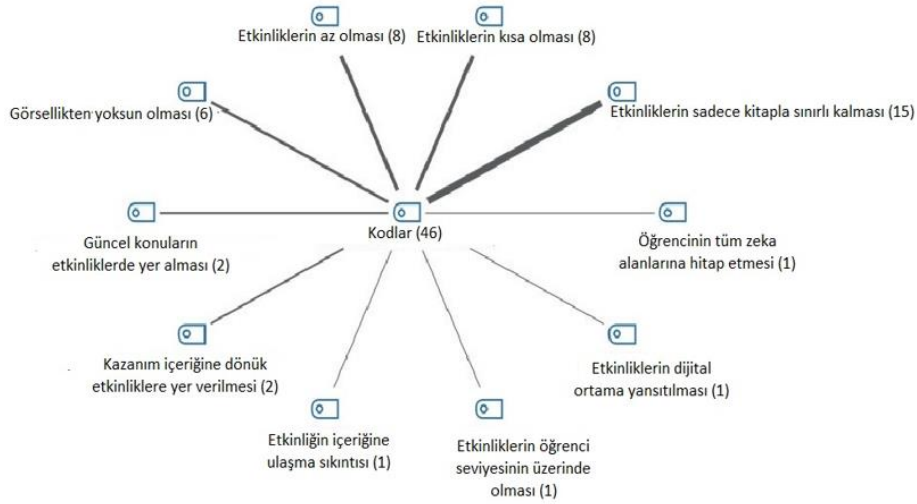 Etkinliklerin az olması (8)
Etkinliklerin kısa olması (8)
Görsellikten yoksun olması (6)
Etkinliklerin sadece kitapla sınırlı kalması (15)
Kodlar (46)
Güncel konuların
etkinliklerde yer alması (2)
Öğrencinin tüm zeka
alanlarına hitap etmesi (1)
Kazanım içeriğine dönük
etkinliklere yer verilmesi (2)
Etkinliklerin dijital
ortama yansıtılması (1)
Etkinliğin içeriğine
ulaşma sıkıntısı (1)
Etkinliklerin öğrenci
seviyesinin üzerinde
olması (1)